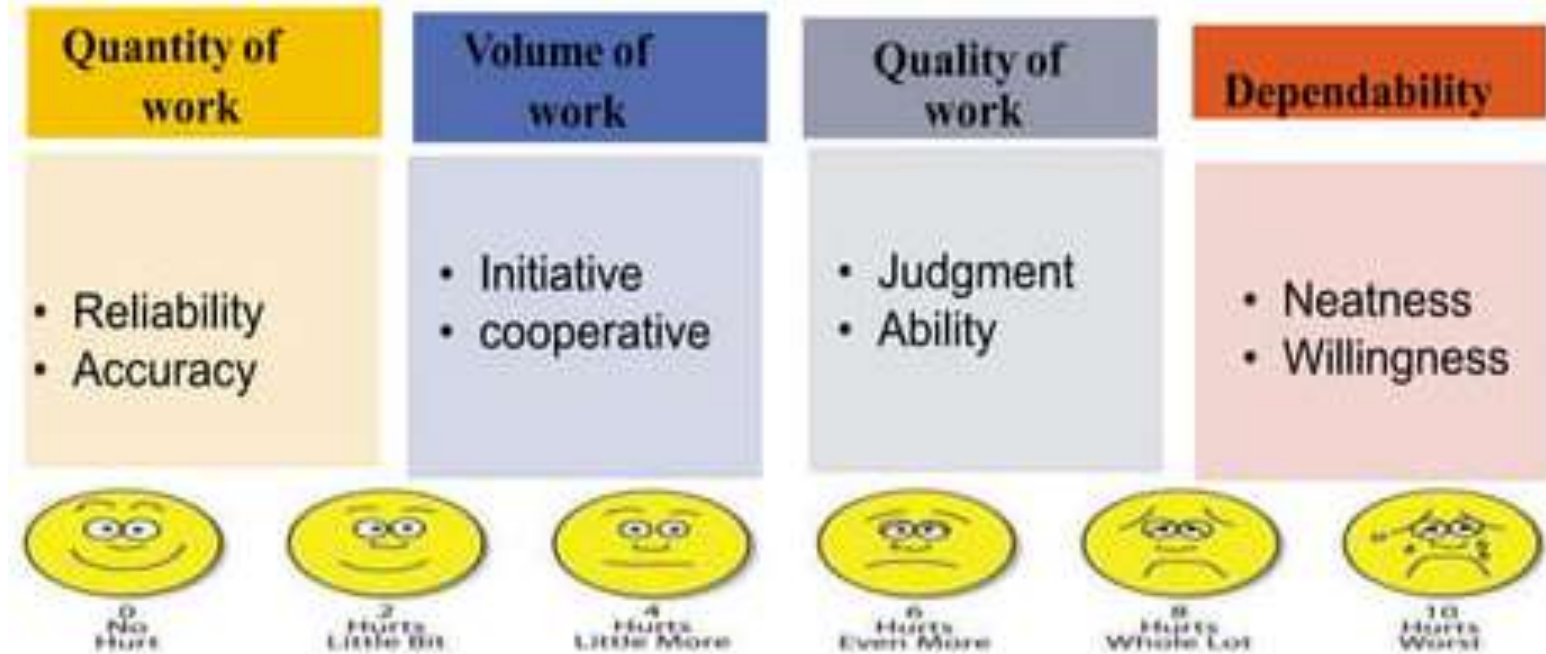 Quantity of
work
Volume of
work
Quality of
work
Dependability
• Reliability
• Accuracy
• Initiative
• cooperative
• Judgment
• Ability
• Neatness
• Willingness
0
No
Hurt
2
Hurts
Little Bit
4
Hurts
Little More
6
Hurts
Even More
8
Hurts
Whole Lot
10
Hurts
Worst